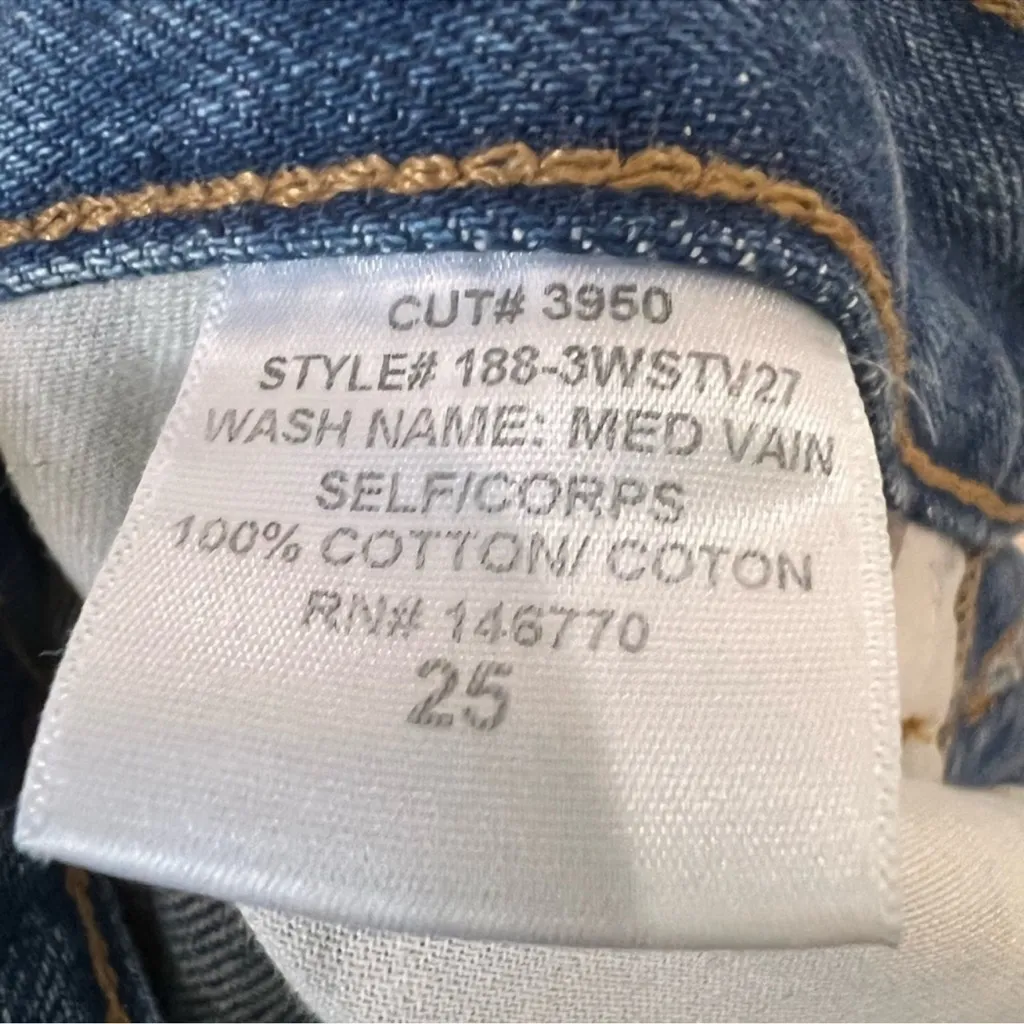 CUT# 3950
STYLE# 188-3WSTV27
WASH NAME: MED VAIN
SELF/CORPS
100% COTTON/ COTON
RN# 146770
25